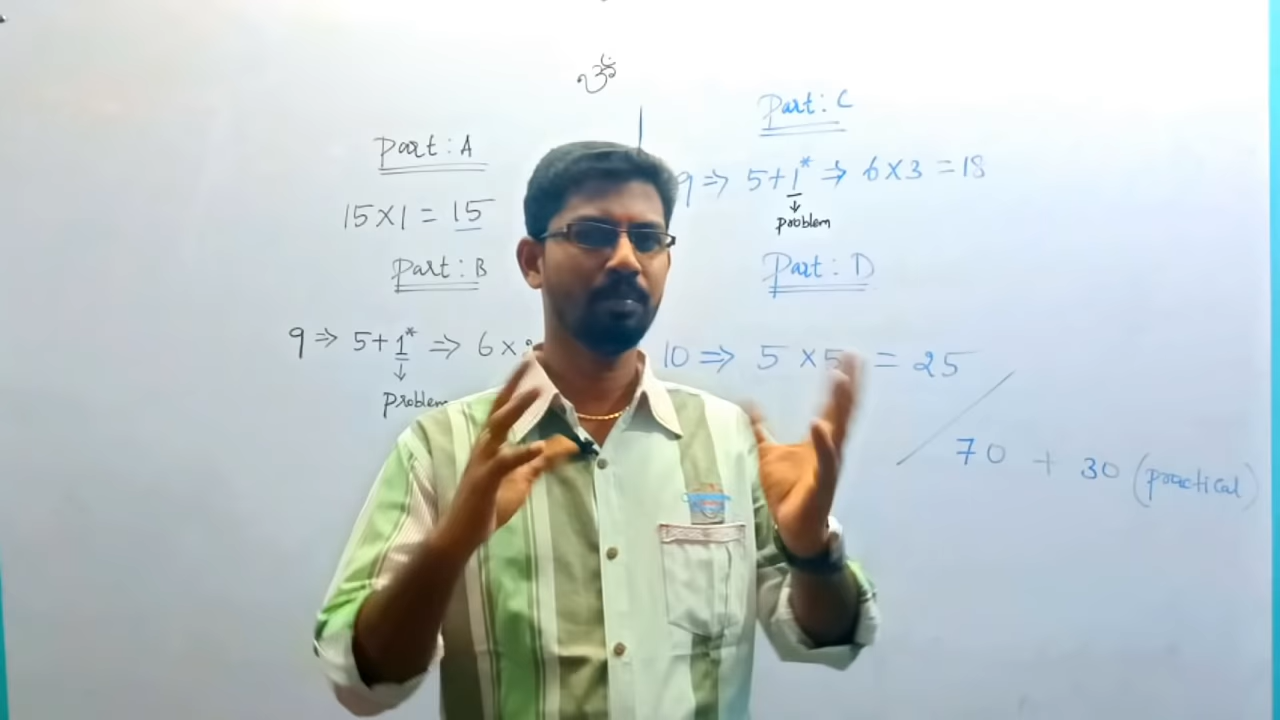 ௐ
Part: A
15 x 1 = 15
Part: B
9 ⇒ 5 + 1* ⇒ 6 x
↓
Problem
Part: C
9 ⇒ 5 + 1* ⇒ 6 x 3 = 18
↓
problem
Part: D
10 ⇒ 5 x 5 = 25
70 + 30 (practical)